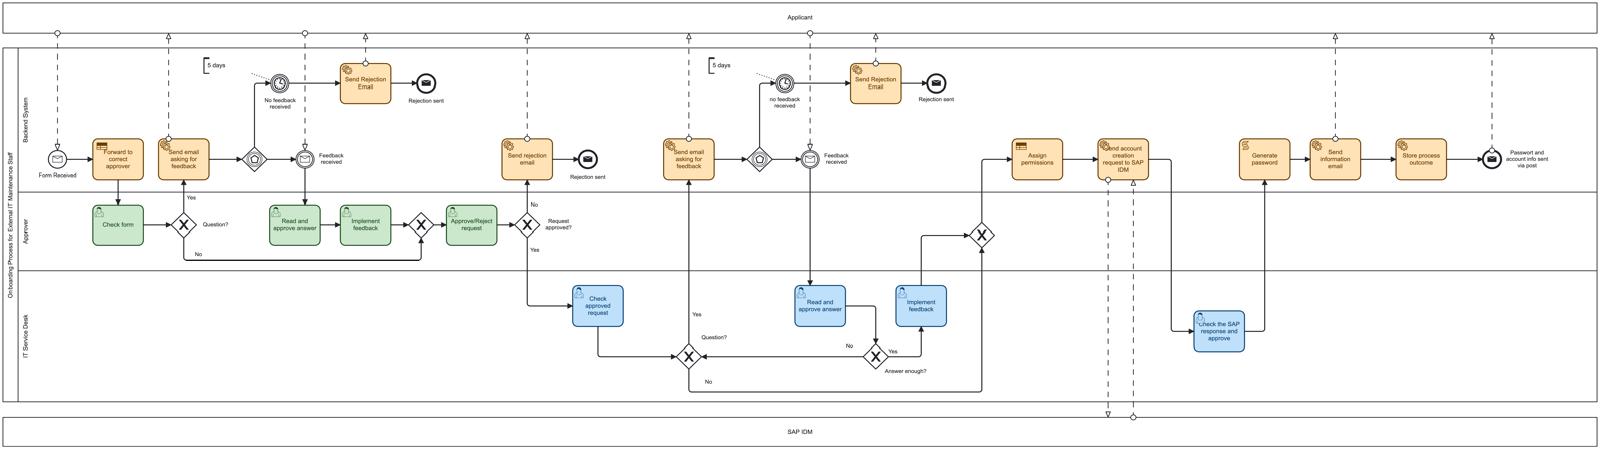 Applicant
Onboarding Process for External IT Maintenance Staff
Backend System
Approver
IT Service Desk
5 days
No feedback
received
Send Rejection
Email
Rejection sent
5 days
no feedback
received
Send Rejection
Email
Rejection sent
Form Received
Forward to
correct
approver
Send email
asking for
feedback
Feedback
received
Send rejection
email
Rejection sent
Send email
asking for
feedback
Feedback
received
Assign
permissions
Send account
creation
request to SAP
IDM
Generate
password
Send
information
email
Store process
outcome
Passwort and
account info sent
via post
Check form
Yes
Question?
No
Read and
approve answer
Implement
feedback
Approve/Reject
request
No
Request
approved?
Yes
Check
approved
request
Yes
Question?
No
Read and
approve answer
No
Yes
Answer enough?
Implement
feedback
Check the SAP
response and
approve
SAP IDM